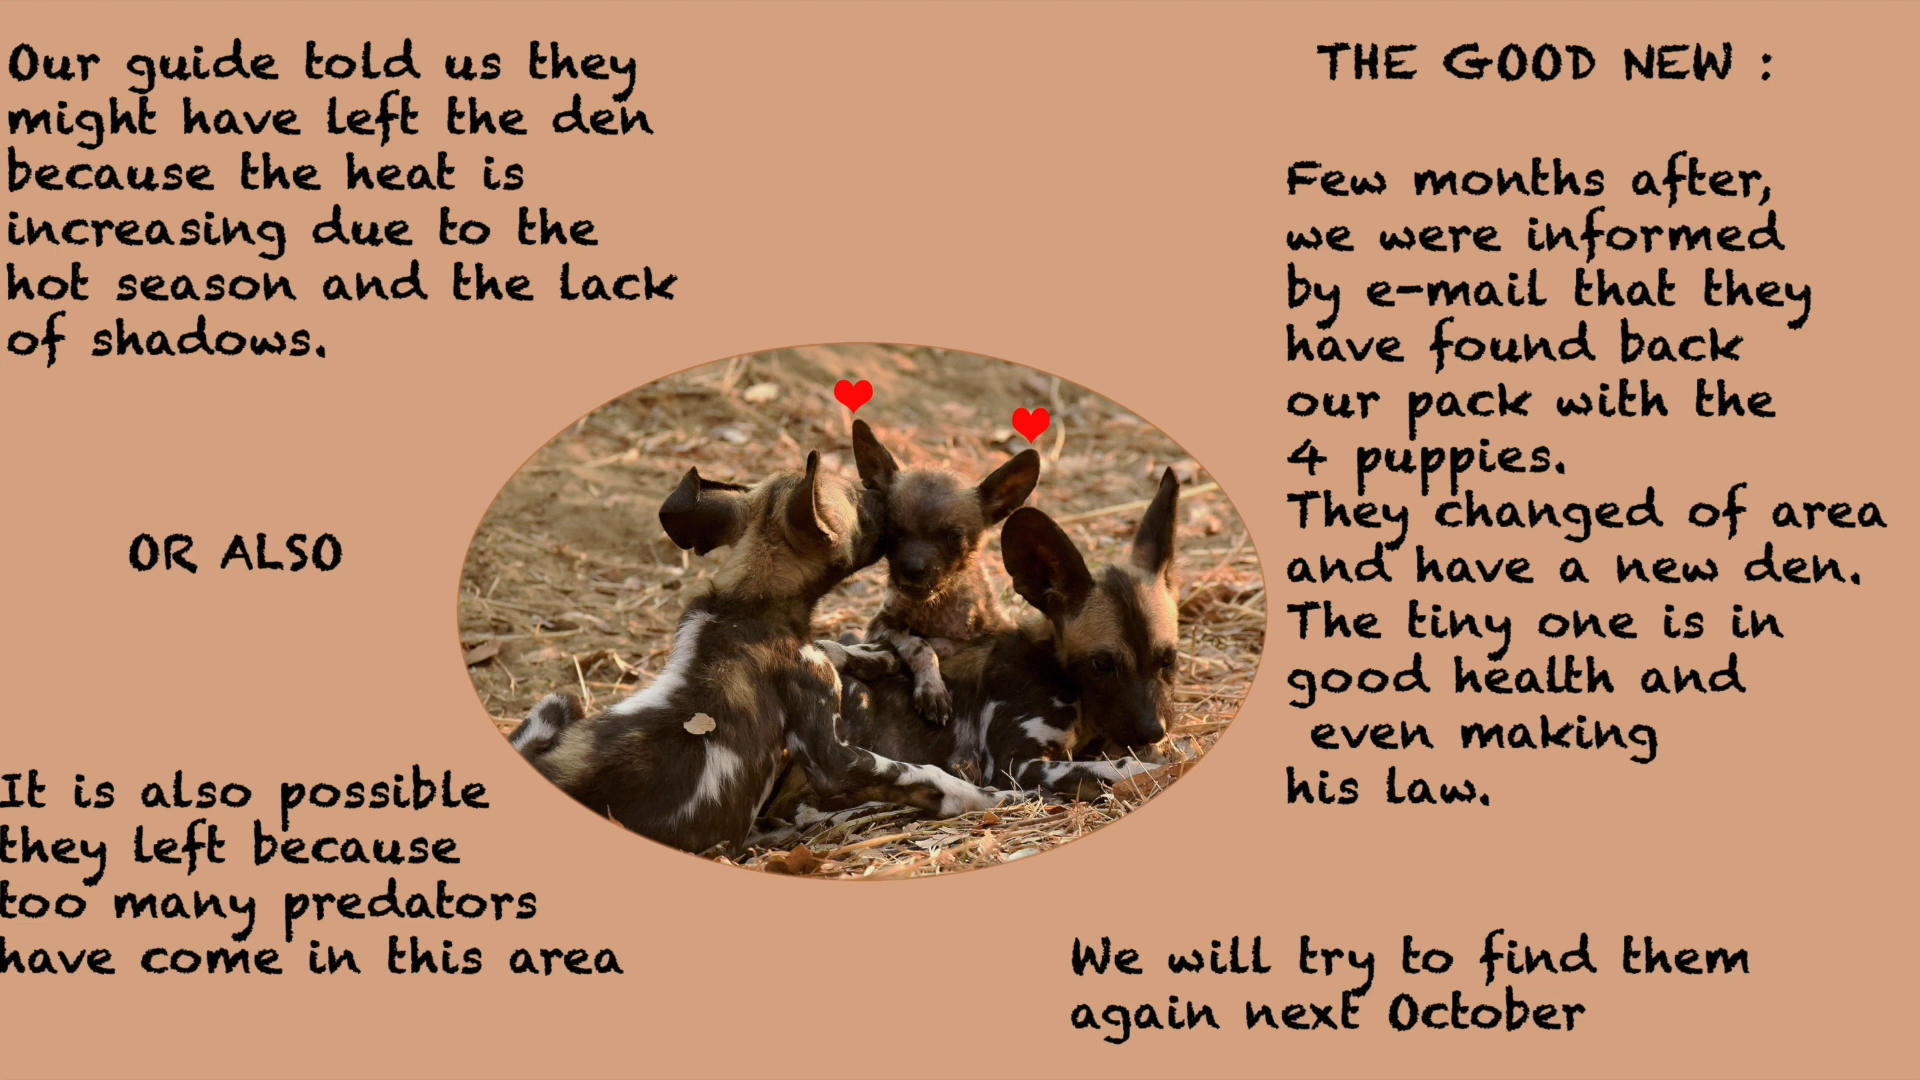 Our guide told us they
might have left the den
because the heat is
increasing due to the
hot season and the lack
of shadows.
OR ALSO
It is also possible
they left because
too many predators
have come in this area
THE GOOD NEW :
Few months after,
we were informed
by e-mail that they
have found back
our pack with the
4 puppies.
They changed of area
and have a new den.
The tiny one is in
good health and
even making
his law.
We will try to find them
again next October